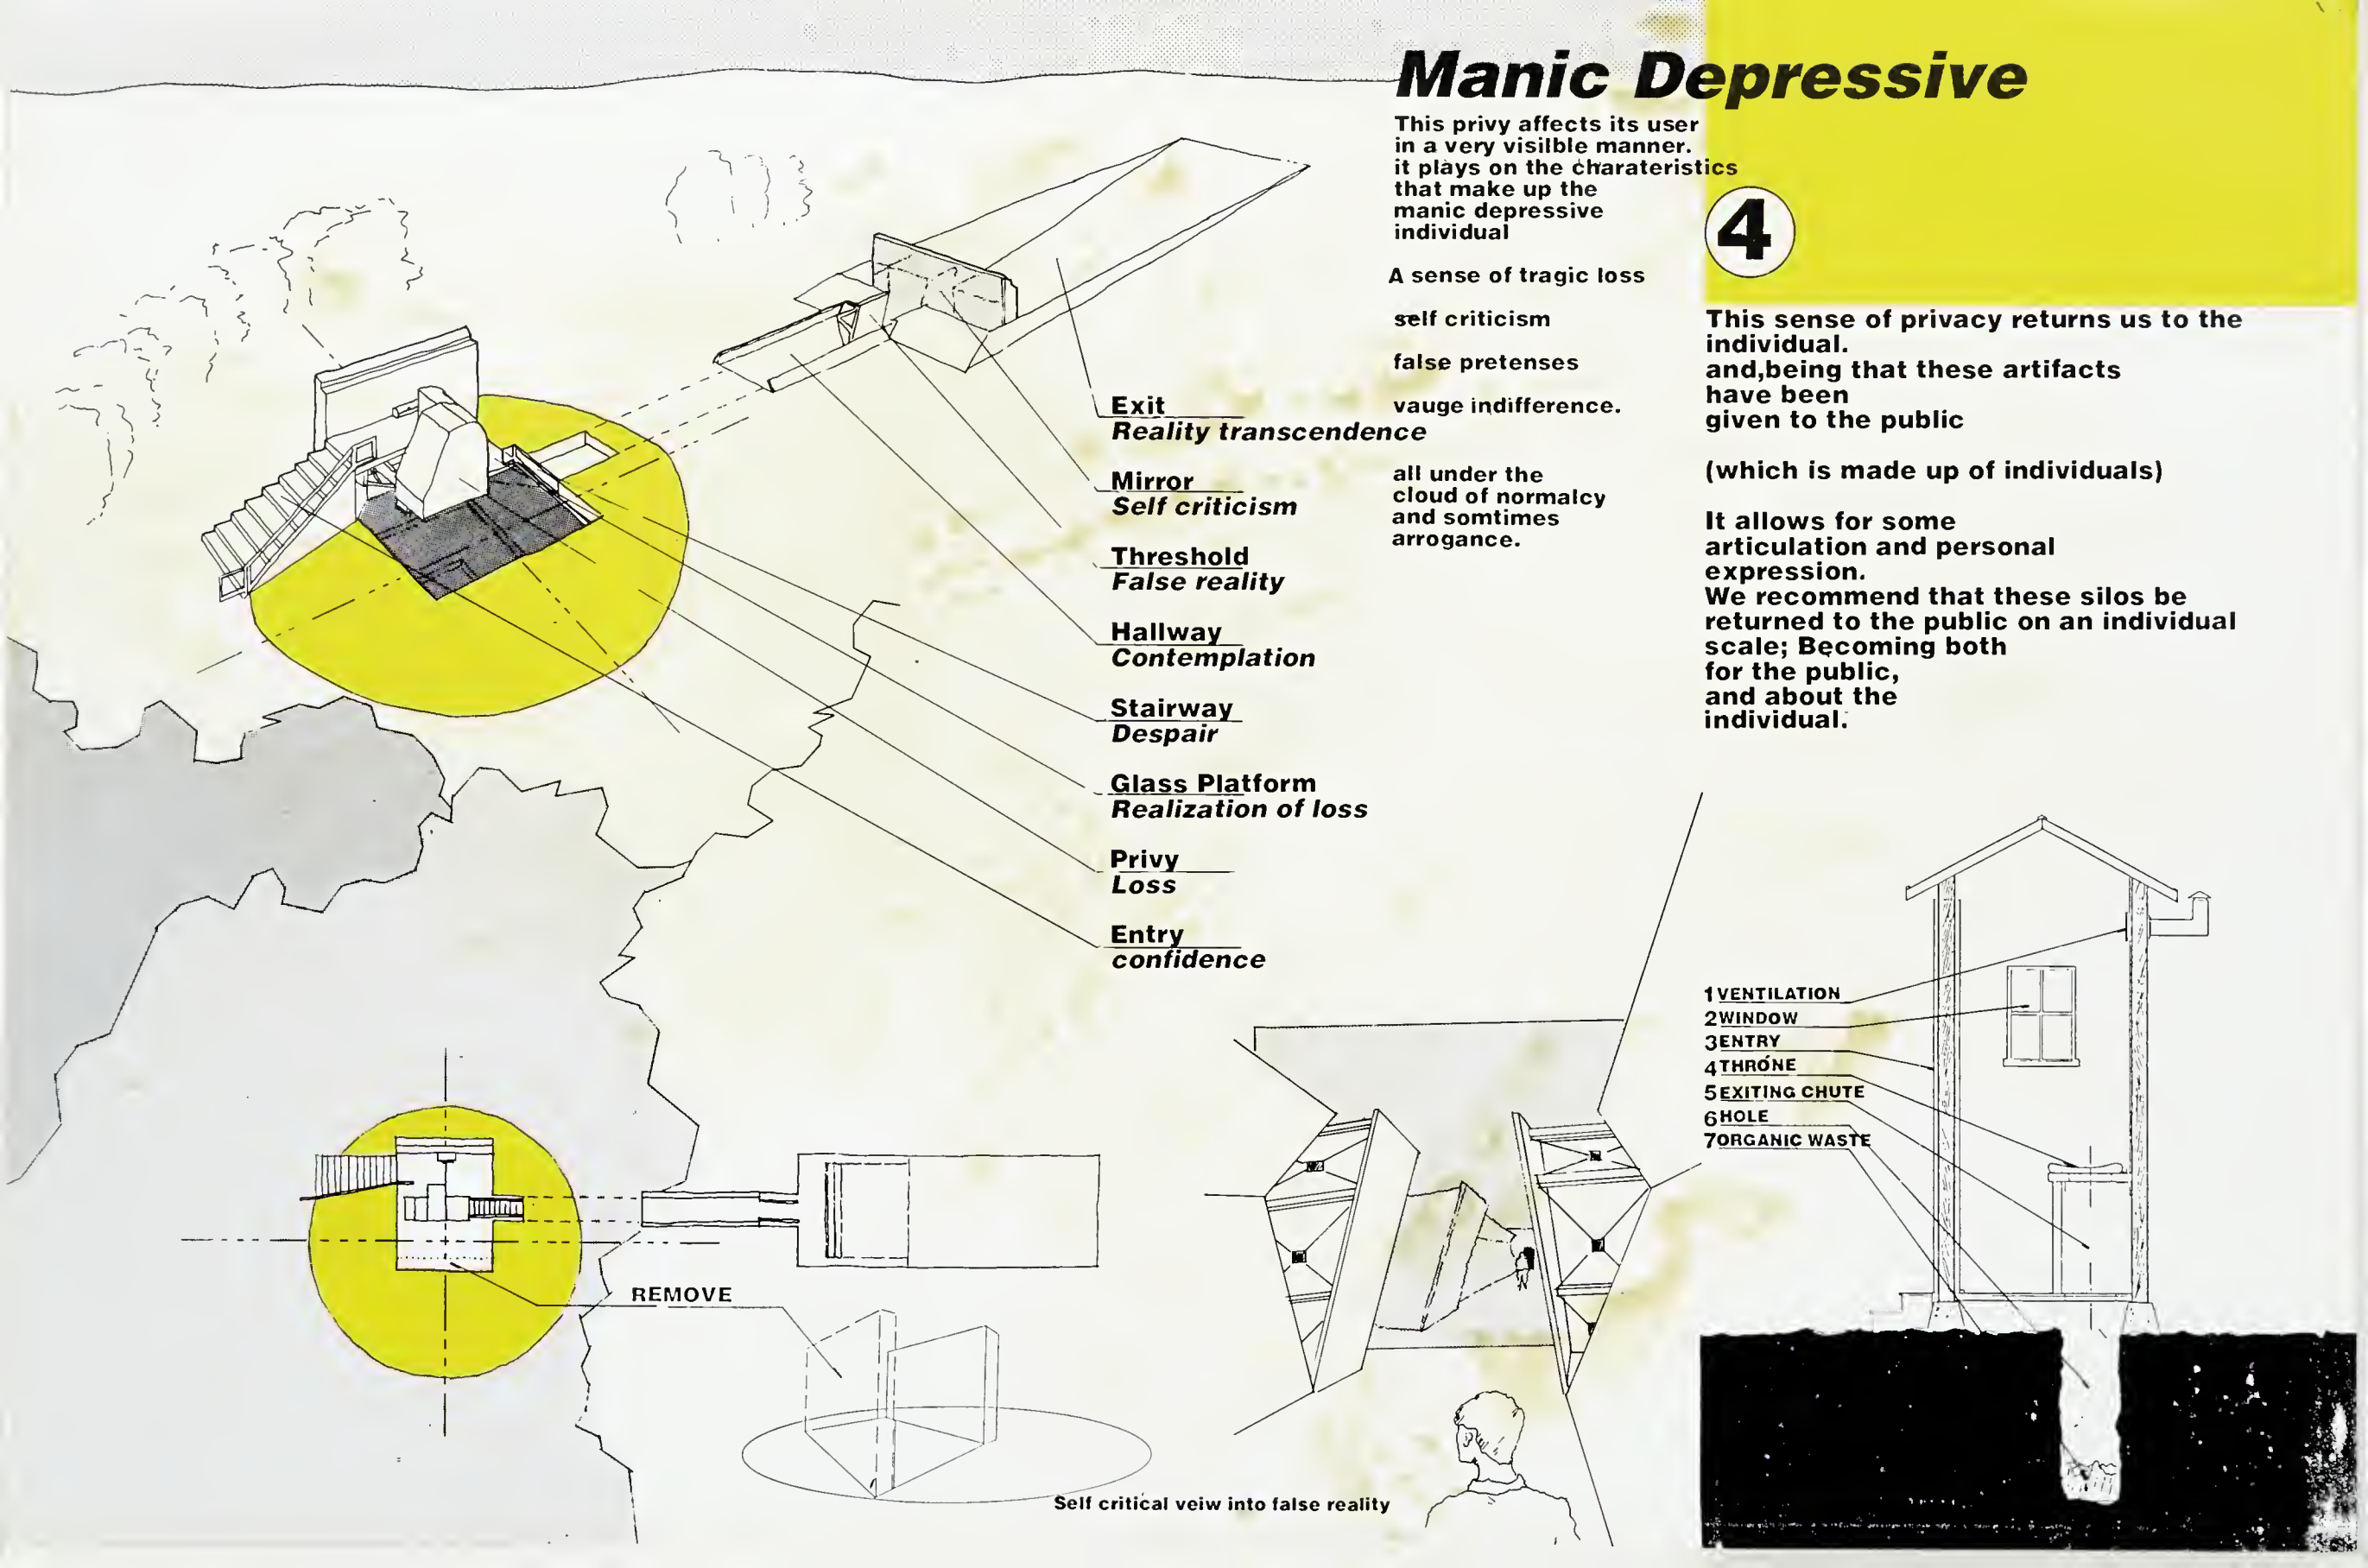 Manic Depressive
This privy affects its user
in a very visilble manner.
it plays on the charateristics
that make up the
manic depressive
individual
A sense of tragic loss
self criticism
false pretenses
vauge indifference.
all under the
cloud of normalcy
and somtimes
arrogance.
4
This sense of privacy returns us to the
individual.
and,being that these artifacts
have been
given to the public
(which is made up of individuals)
It allows for some
articulation and personal
expression.
We recommend that these silos be
returned to the public on an individual
scale; Becoming both
for the public,
and about the
individual.
Exit
Reality transcendence
Mirror
Self criticism
Threshold
False reality
Hallway
Contemplation
Stairway
Despair
Glass Platform
Realization of loss
Privy
Loss
Entry
confidence
1 VENTILATION
2 WINDOW
3 ENTRY
4 THRONE
5 EXITING CHUTE
6 HOLE
7 ORGANIC WASTE
REMOVE
Self critical veiw into false reality